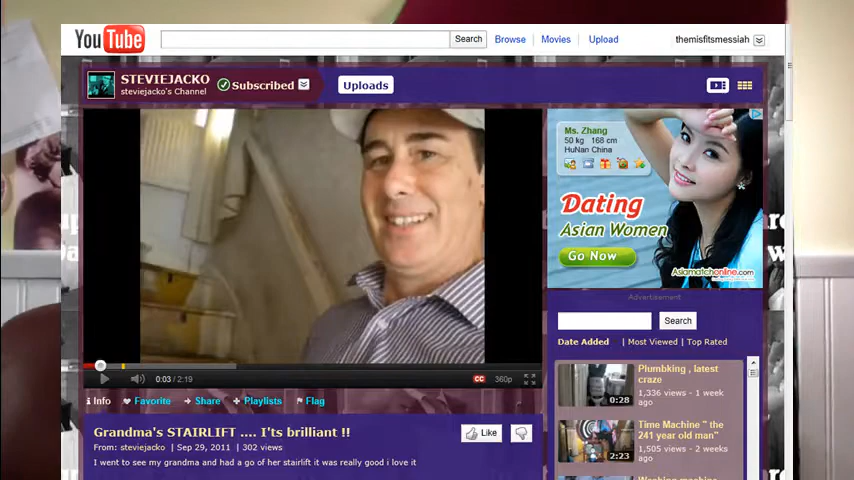 YouTube
Search
Browse
Movies
Upload
themisfitsmessiah
STEVIEJACKO
steviejacko's Channel
Subscribed
Uploads
Ms. Zhang
50 kg 168 cm
HuNan China
Dating
Asian Women
Go Now
Asiamatchonline.com
Advertisement
Search
Date Added | Most Viewed | Top Rated
0:03 / 2:19
CC
360p
Info
Favorite
Share
Playlists
Flag
Plumbking , latest
craze
1,336 views - 1 week
ago
0:28
Time Machine " the
241 year old man"
1,505 views - 2 weeks
ago
2:23
Grandma's STAIRLIFT .... I'ts brilliant !!
Like
From: steviejacko | Sep 29, 2011 | 302 views
I went to see my grandma and had a go of her stairlift it was really good i love it